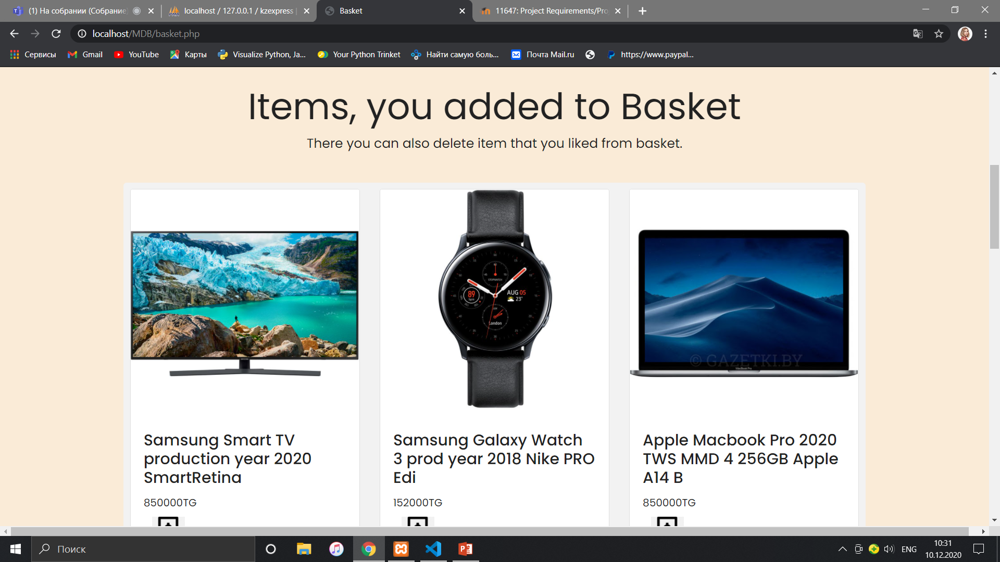 (1) На собрании (Собрание)
localhost / 127.0.0.1 / kzexpress |
Basket
11647: Project Requirements/Pro
localhost/MDB/basket.php
Сервисы
Gmail
YouTube
Карты
Visualize Python, Ja...
Your Python Trinket
Найти самую боль...
Почта Mail.ru
https://www.paypal...
Items, you added to Basket
There you can also delete item that you liked from basket.
STOPWATCH
89
bpm
AUG 05
23°
AM
London
© GAZETKI.BY
MacBook Pro
Samsung Smart TV
production year 2020
SmartRetina
850000TG
Samsung Galaxy Watch
3 prod year 2018 Nike PRO
Edi
152000TG
Apple Macbook Pro 2020
TWS MMD 4 256GB Apple
A14 B
850000TG
Поиск
ENG
10:31
10.12.2020